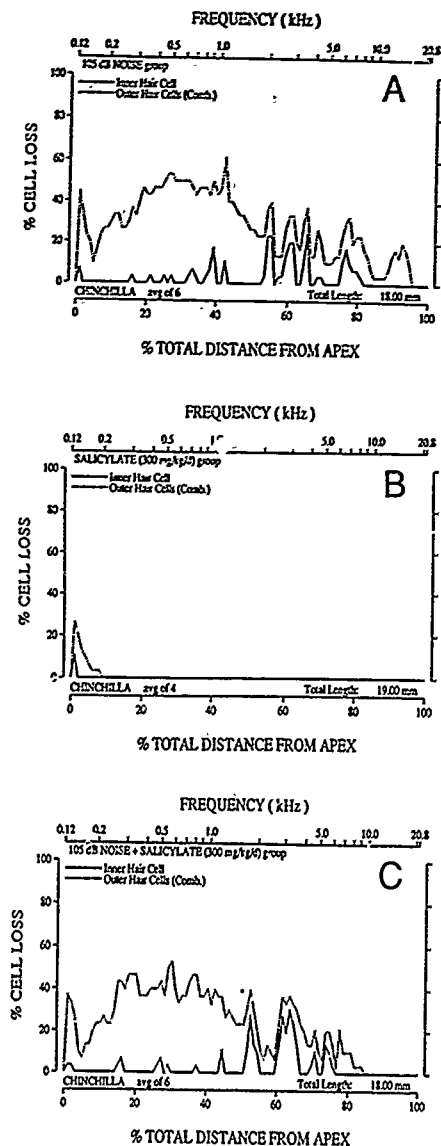 FREQUENCY (kHz)
0.12 0.2 0.5 1.0 5.0 10.0 20.8
105 dB NOISE group
Inner Hair Cell
Outer Hair Cells (Comb.)
A
100
80
60
40
20
0
% CELL LOSS
CHINCHILLA avg of 6 Total Length: 18.00 mm
0 20 40 60 80 100
% TOTAL DISTANCE FROM APEX
FREQUENCY (kHz)
0.12 0.2 0.5 1.0 5.0 10.0 20.8
SALICYLATE (300 mg/kg/d) group
Inner Hair Cell
Outer Hair Cells (Comb.)
B
100
80
60
40
20
0
% CELL LOSS
CHINCHILLA avg of 4 Total Length: 19.00 mm
0 20 40 60 80 100
% TOTAL DISTANCE FROM APEX
FREQUENCY (kHz)
0.12 0.2 0.5 1.0 5.0 10.0 20.8
105 dB NOISE + SALICYLATE (300 mg/kg/d) group
Inner Hair Cell
Outer Hair Cells (Comb.)
C
100
80
60
40
20
0
% CELL LOSS
CHINCHILLA avg of 6 Total Length: 18.00 mm
0 20 40 60 80 100
% TOTAL DISTANCE FROM APEX